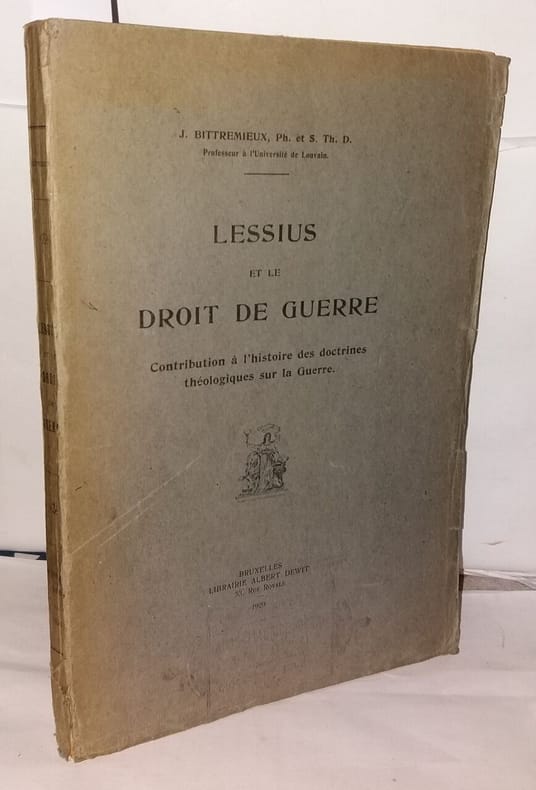 J. BITTREMIEUX, Ph. et S. Th. D.
Professeur à l'Université de Louvain.
LESSIUS
ET LE
DROIT DE GUERRE
Contribution à l'histoire des doctrines
théologiques sur la Guerre.
BRUXELLES
LIBRAIRIE ALBERT DEWIT
53, RUE ROYALE
1920